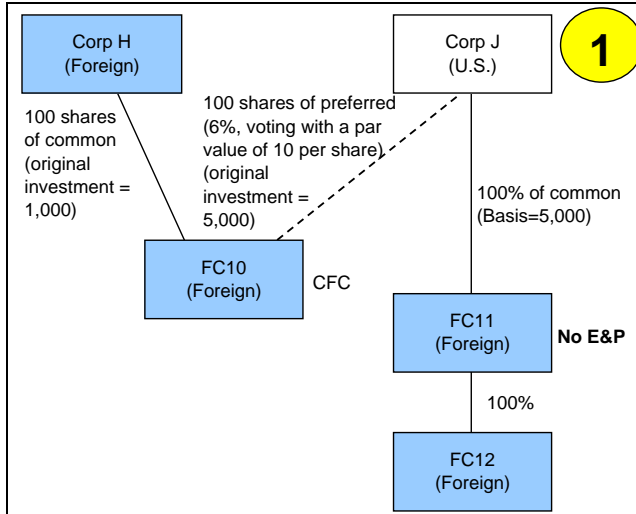 Corp H
(Foreign)
Corp J
(U.S.)
1
100 shares
of common
(original
investment =
1,000)
100 shares of preferred
(6%, voting with a par
value of 10 per share)
(original
investment =
5,000)
100% of common
(Basis=5,000)
FC10
(Foreign)
CFC
FC11
(Foreign)
No E&P
100%
FC12
(Foreign)